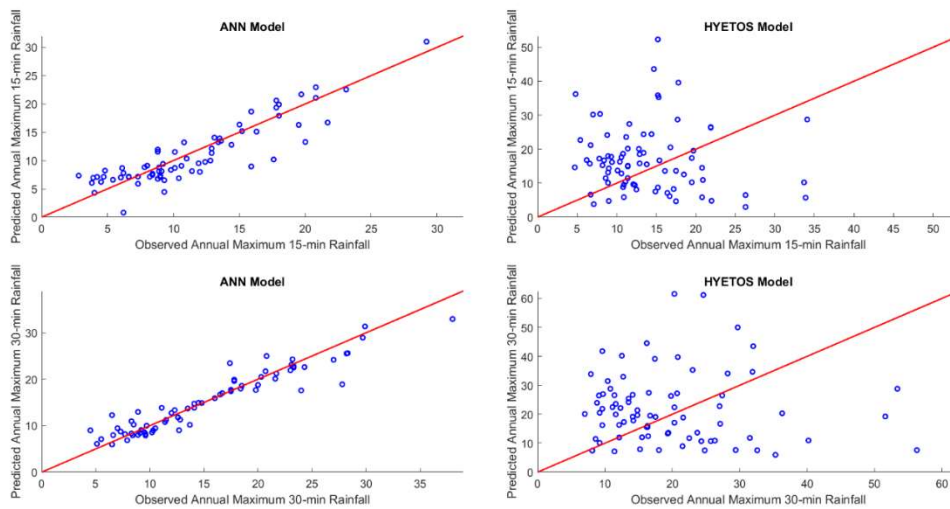 ANN Model
Predicted Annual Maximum 15-min Rainfall
30
25
20
15
10
5
0
0 5 10 15 20 25 30
Observed Annual Maximum 15-min Rainfall
HYETOS Model
Predicted Annual Maximum 15-min Rainfall
50
40
30
20
10
0
0 5 10 15 20 25 30 35 40 45 50
Observed Annual Maximum 15-min Rainfall
ANN Model
Predicted Annual Maximum 30-min Rainfall
30
20
10
0
0 5 10 15 20 25 30 35
Observed Annual Maximum 30-min Rainfall
HYETOS Model
Predicted Annual Maximum 30-min Rainfall
60
50
40
30
20
10
0
0 10 20 30 40 50 60
Observed Annual Maximum 30-min Rainfall